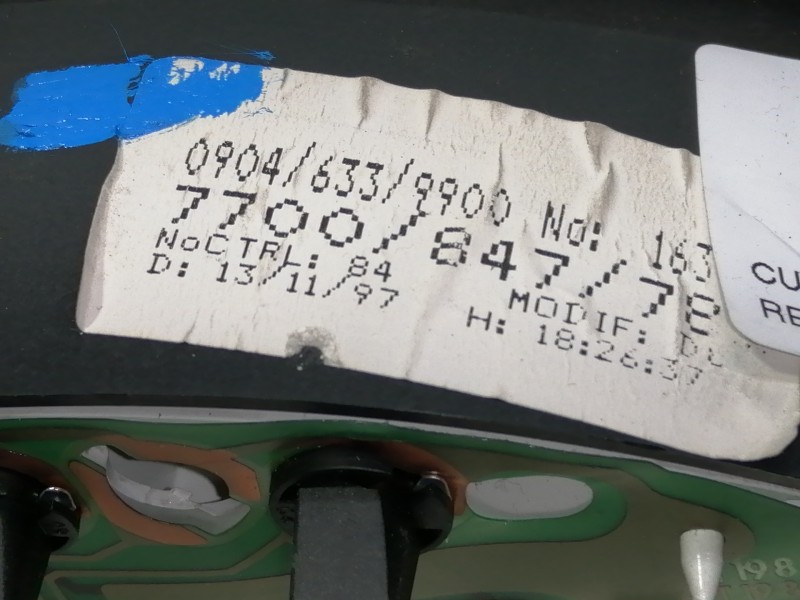 0904/633/9900 No: 163
7700/847/78
NoCTRL: 84 MODIF:
D: 13/11/97 H: 18:26:37
CU
RE
198